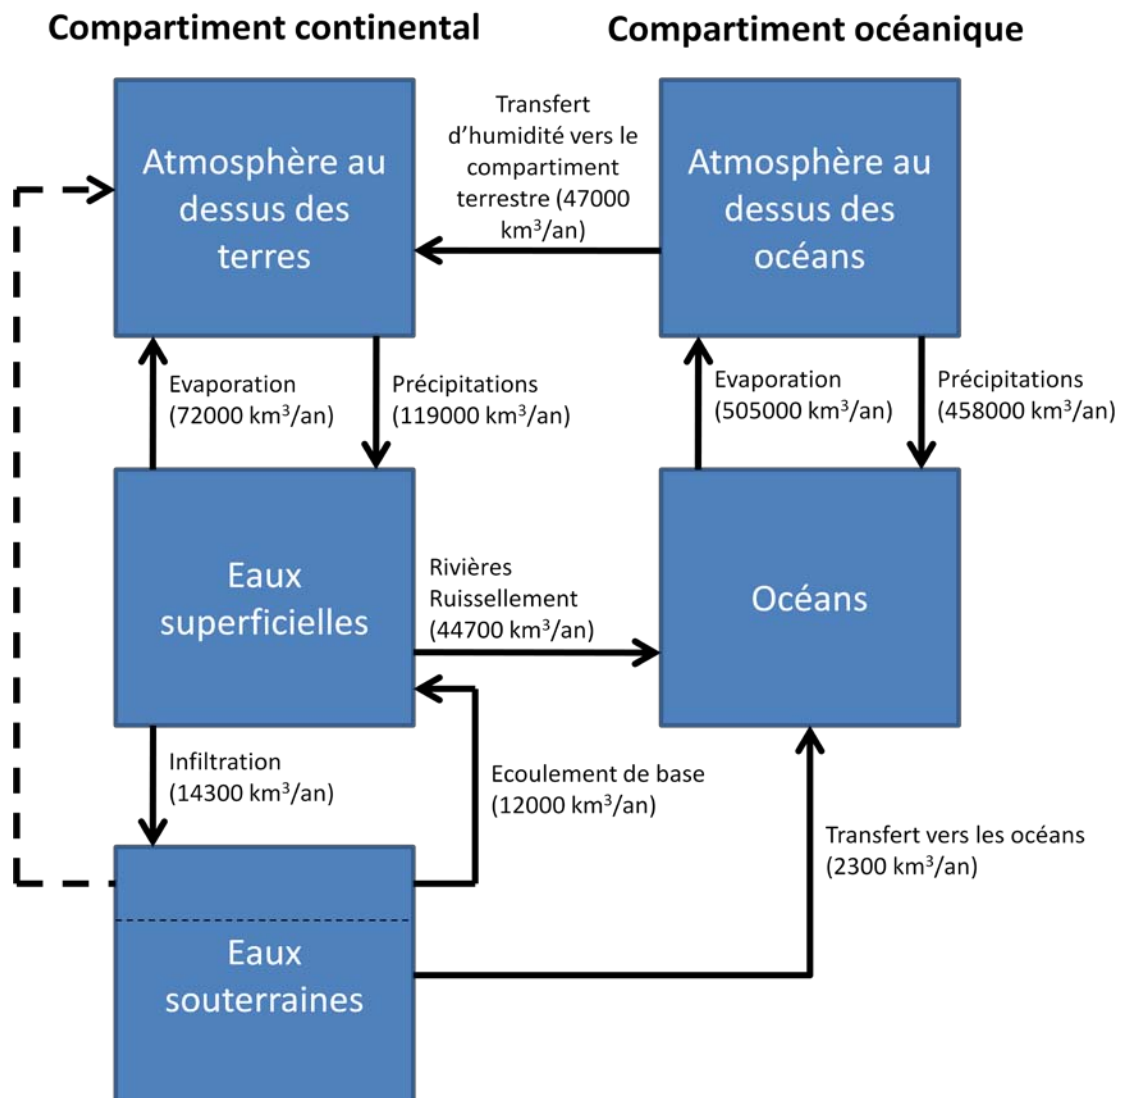 Compartiment continental
Compartiment océanique
Atmosphère au
dessus des
terres
Transfert
d’humidité vers le
compartiment
terrestre (47000
km³/an)
Atmosphère au
dessus des
océans
Evaporation
(72000 km³/an)
Précipitations
(119000 km³/an)
Evaporation
(505000 km³/an)
Précipitations
(458000 km³/an)
Eaux
superficielles
Rivières
Ruissellement
(44700 km³/an)
Océans
Infiltration
(14300 km³/an)
Ecoulement de base
(12000 km³/an)
Transfert vers les océans
(2300 km³/an)
Eaux
souterraines